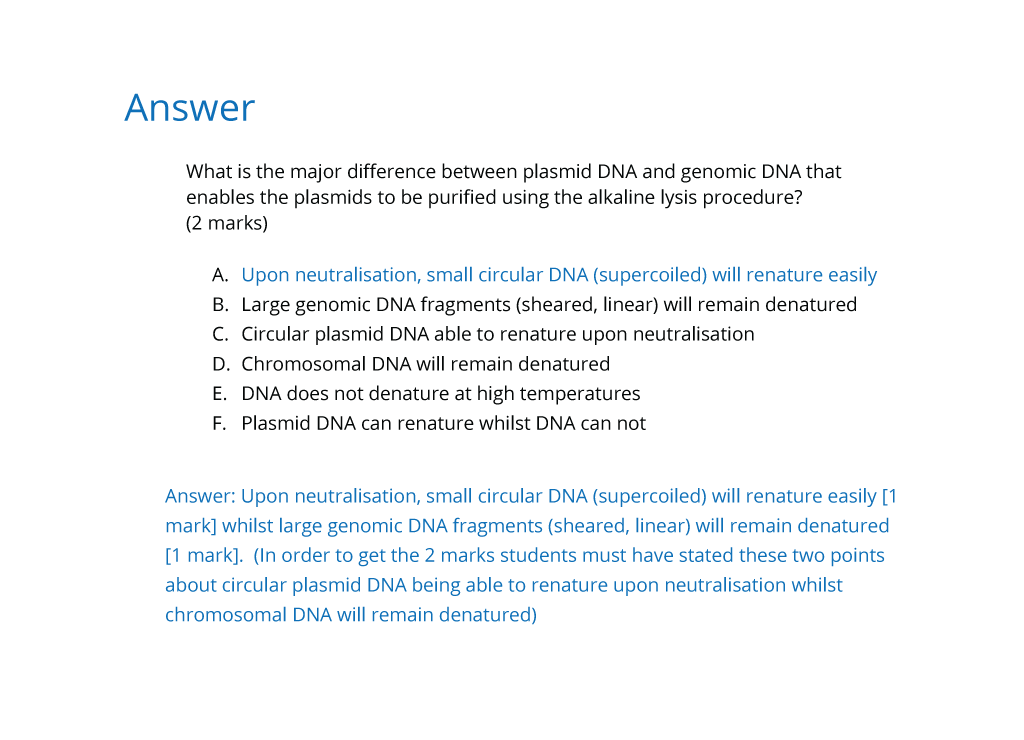 Answer
What is the major difference between plasmid DNA and genomic DNA that
enables the plasmids to be purified using the alkaline lysis procedure?
(2 marks)
A. Upon neutralisation, small circular DNA (supercoiled) will renature easily
B. Large genomic DNA fragments (sheared, linear) will remain denatured
C. Circular plasmid DNA able to renature upon neutralisation
D. Chromosomal DNA will remain denatured
E. DNA does not denature at high temperatures
F. Plasmid DNA can renature whilst DNA can not
Answer: Upon neutralisation, small circular DNA (supercoiled) will renature easily [1
mark] whilst large genomic DNA fragments (sheared, linear) will remain denatured
[1 mark].  (In order to get the 2 marks students must have stated these two points
about circular plasmid DNA being able to renature upon neutralisation whilst
chromosomal DNA will remain denatured)